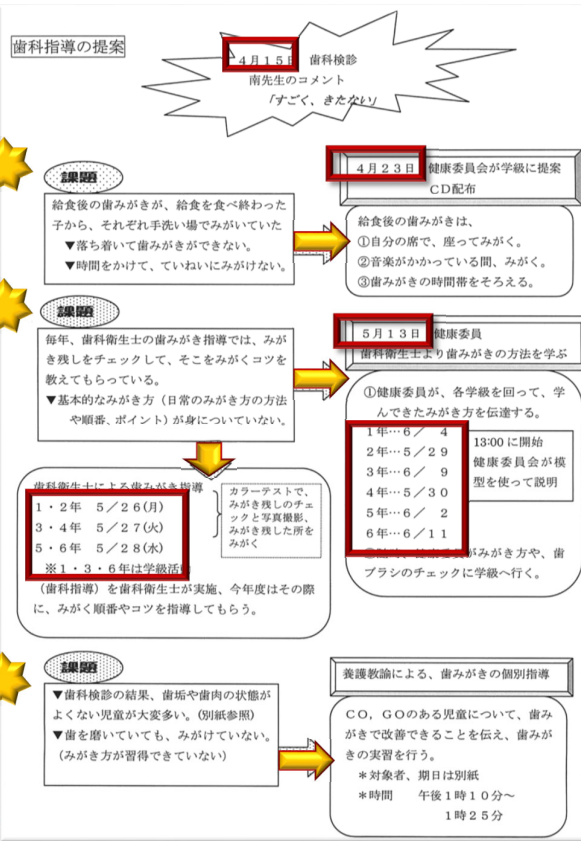 歯科指導の提案
4月15日 歯科検診
南先生のコメント
「すごく、きたない」
課題
給食後の歯みがきが、給食を食べ終わった
子から、それぞれ手洗い場でみがいていた
▼落ち着いて歯みがきができない。
▼時間をかけて、ていねいにみがけない。
4月23日 健康委員会が学級に提案
CD配布
給食後の歯みがきは、
①自分の席で、座ってみがく。
②音楽がかかっている間、みがく。
③歯みがきの時間帯をそろえる。
課題
毎年、歯科衛生士の歯みがき指導では、みが
き残しをチェックして、そこをみがくコツを
教えてもらっている。
▼基本的なみがき方(日常のみがき方の方法
や順番、ポイント)が身についていない。
5月13日 健康委員
歯科衛生士より歯みがきの方法を学ぶ
①健康委員が、各学級を回って、学
んできたみがき方を伝達する。
1年…6/ 4
2年…5/29
3年…6/ 9
4年…5/30
5年…6/ 2
6年…6/11
13:00に開始
健康委員会が模
型を使って説明
みがき方や、歯
ブラシのチェックに学級へ行く。
歯科衛生士による歯みがき指導
1・2年 5/26(月)
3・4年 5/27(火)
5・6年 5/28(水)
※1・3・6年は学級活
(歯科指導)を歯科衛生士が実施、今年度はその際
に、みがく順番やコツを指導してもらう。
カラーテストで、
みがき残しのチェ
ックと写真撮影、
みがき残した所を
みがく
課題
▼歯科検診の結果、歯垢や歯肉の状態が
よくない児童が大変多い。(別紙参照)
▼歯を磨いていても、みがけていない。
(みがき方が習得できていない)
養護教諭による、歯みがきの個別指導
CO,GOのある児童について、歯み
がきで改善できることを伝え、歯みが
きの実習を行う。
*対象者、期日は別紙
*時間 午後1時10分～
1時25分